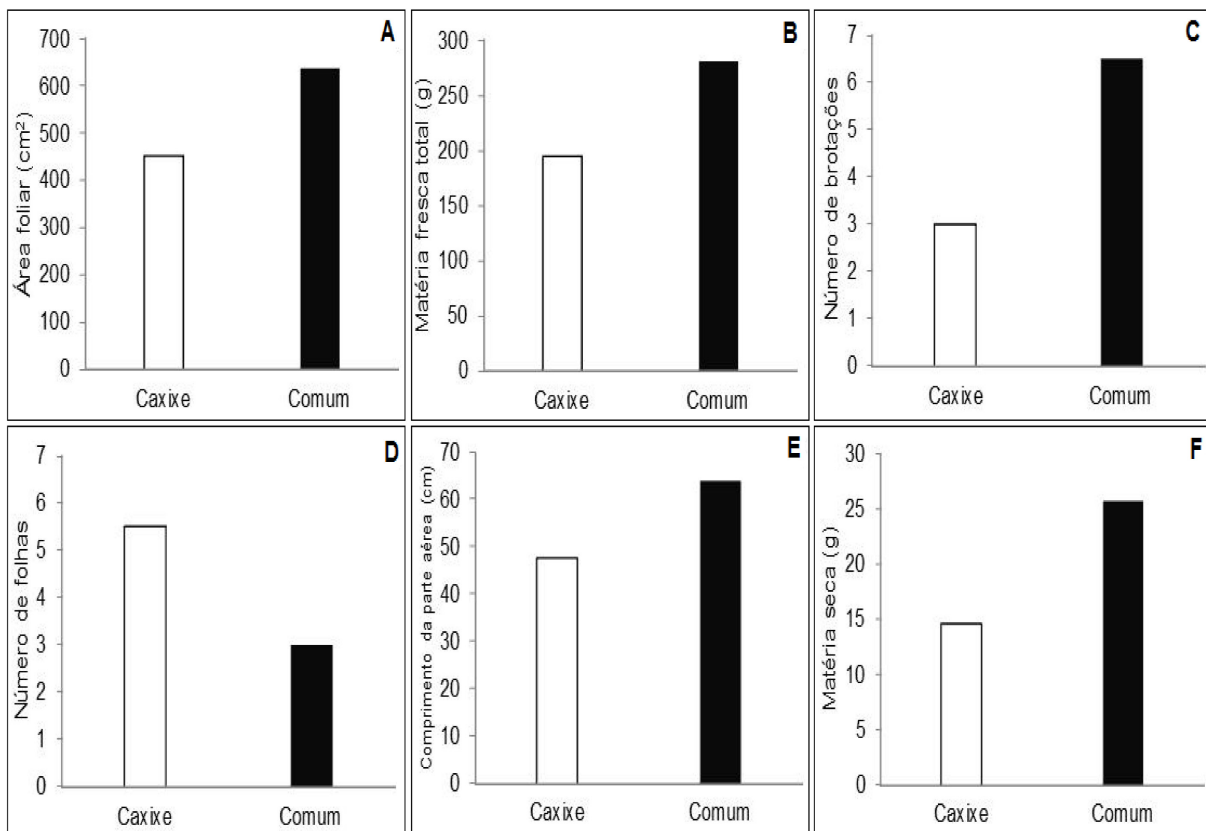 A
Área foliar (cm²)
700
600
500
400
300
200
100
0
Caxixe Comum
B
Matéria fresca total (g)
300
250
200
150
100
50
0
Caxixe Comum
C
Número de brotações
7
6
5
4
3
2
1
0
Caxixe Comum
D
Número de folhas
7
6
5
4
3
2
1
0
Caxixe Comum
E
Comprimento da parte aérea (cm)
70
60
50
40
30
20
10
0
Caxixe Comum
F
Matéria seca (g)
30
25
20
15
10
5
0
Caxixe Comum